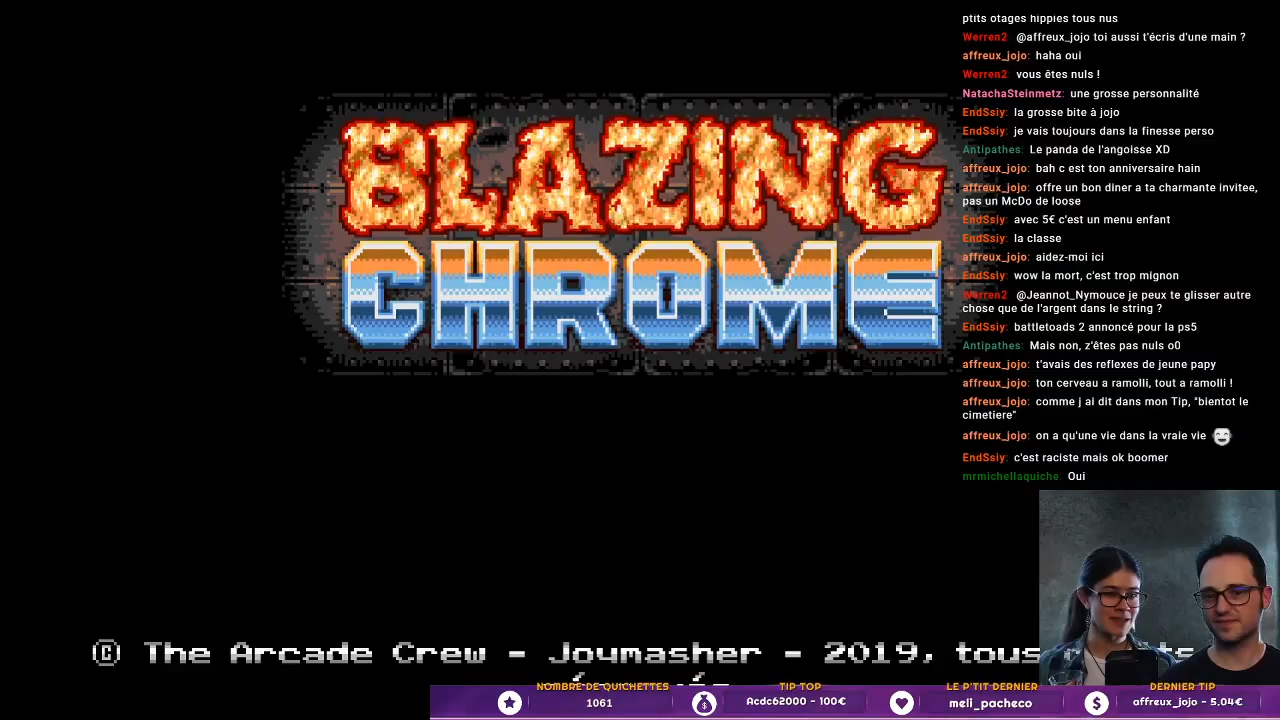 BLAZING
CHROME
© The Arcade Crew - Joymasher - 2019, tous
ptits otages hippies tous nus
Werren2 @affreux_jojo toi aussi t'écris d'une main ?
affreux_jojo: haha oui
Werren2 vous êtes nuls !
NatachaSteinmetz: une grosse personnalité
EndSsiy: la grosse bite à jojo
EndSsiy: je vais toujours dans la finesse perso
Antipathes: Le panda de l'angoisse XD
affreux_jojo: bah c est ton anniversaire hain
affreux_jojo: offre un bon diner a ta charmante invitee,
pas un McDo de loose
EndSsiy: avec 5€ c'est un menu enfant
EndSsiy: la classe
affreux_jojo: aidez-moi ici
EndSsiy: wow la mort, c'est trop mignon
Werren2 @Jeannot_Nymouce je peux te glisser autre
chose que de l'argent dans le string ?
EndSsiy: battletoads 2 annoncé pour la ps5
Antipathes: Mais non, z'êtes pas nuls o0
affreux_jojo: t'avais des reflexes de jeune papy
affreux_jojo: ton cerveau a ramolli, tout a ramolli !
affreux_jojo: comme j ai dit dans mon Tip, "bientot le
cimetiere"
affreux_jojo: on a qu'une vie dans la vraie vie
EndSsiy: c'est raciste mais ok boomer
mrmichellaquiche: Oui
NOMBRE DE QUICHETTES
1061
TIP TOP
Acdc62000 - 100€
LE P'TIT DERNIER
meli_pacheco
DERNIER TIP
affreux_jojo - 5.04€